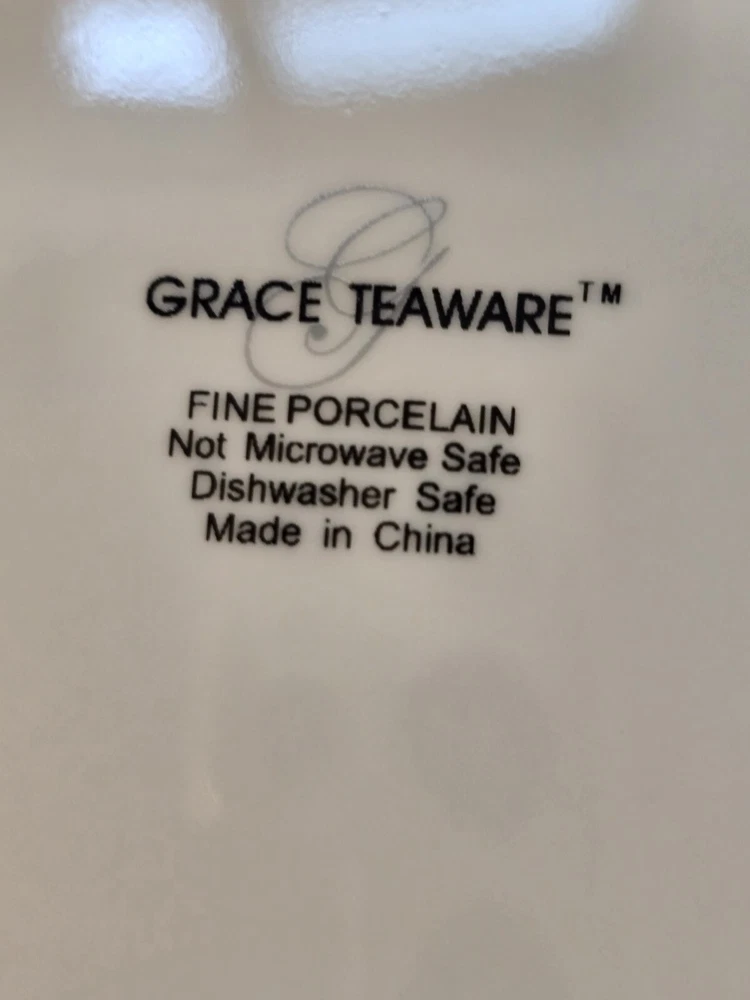 G
GRACE TEAWARE™
FINE PORCELAIN
Not Microwave Safe
Dishwasher Safe
Made in China